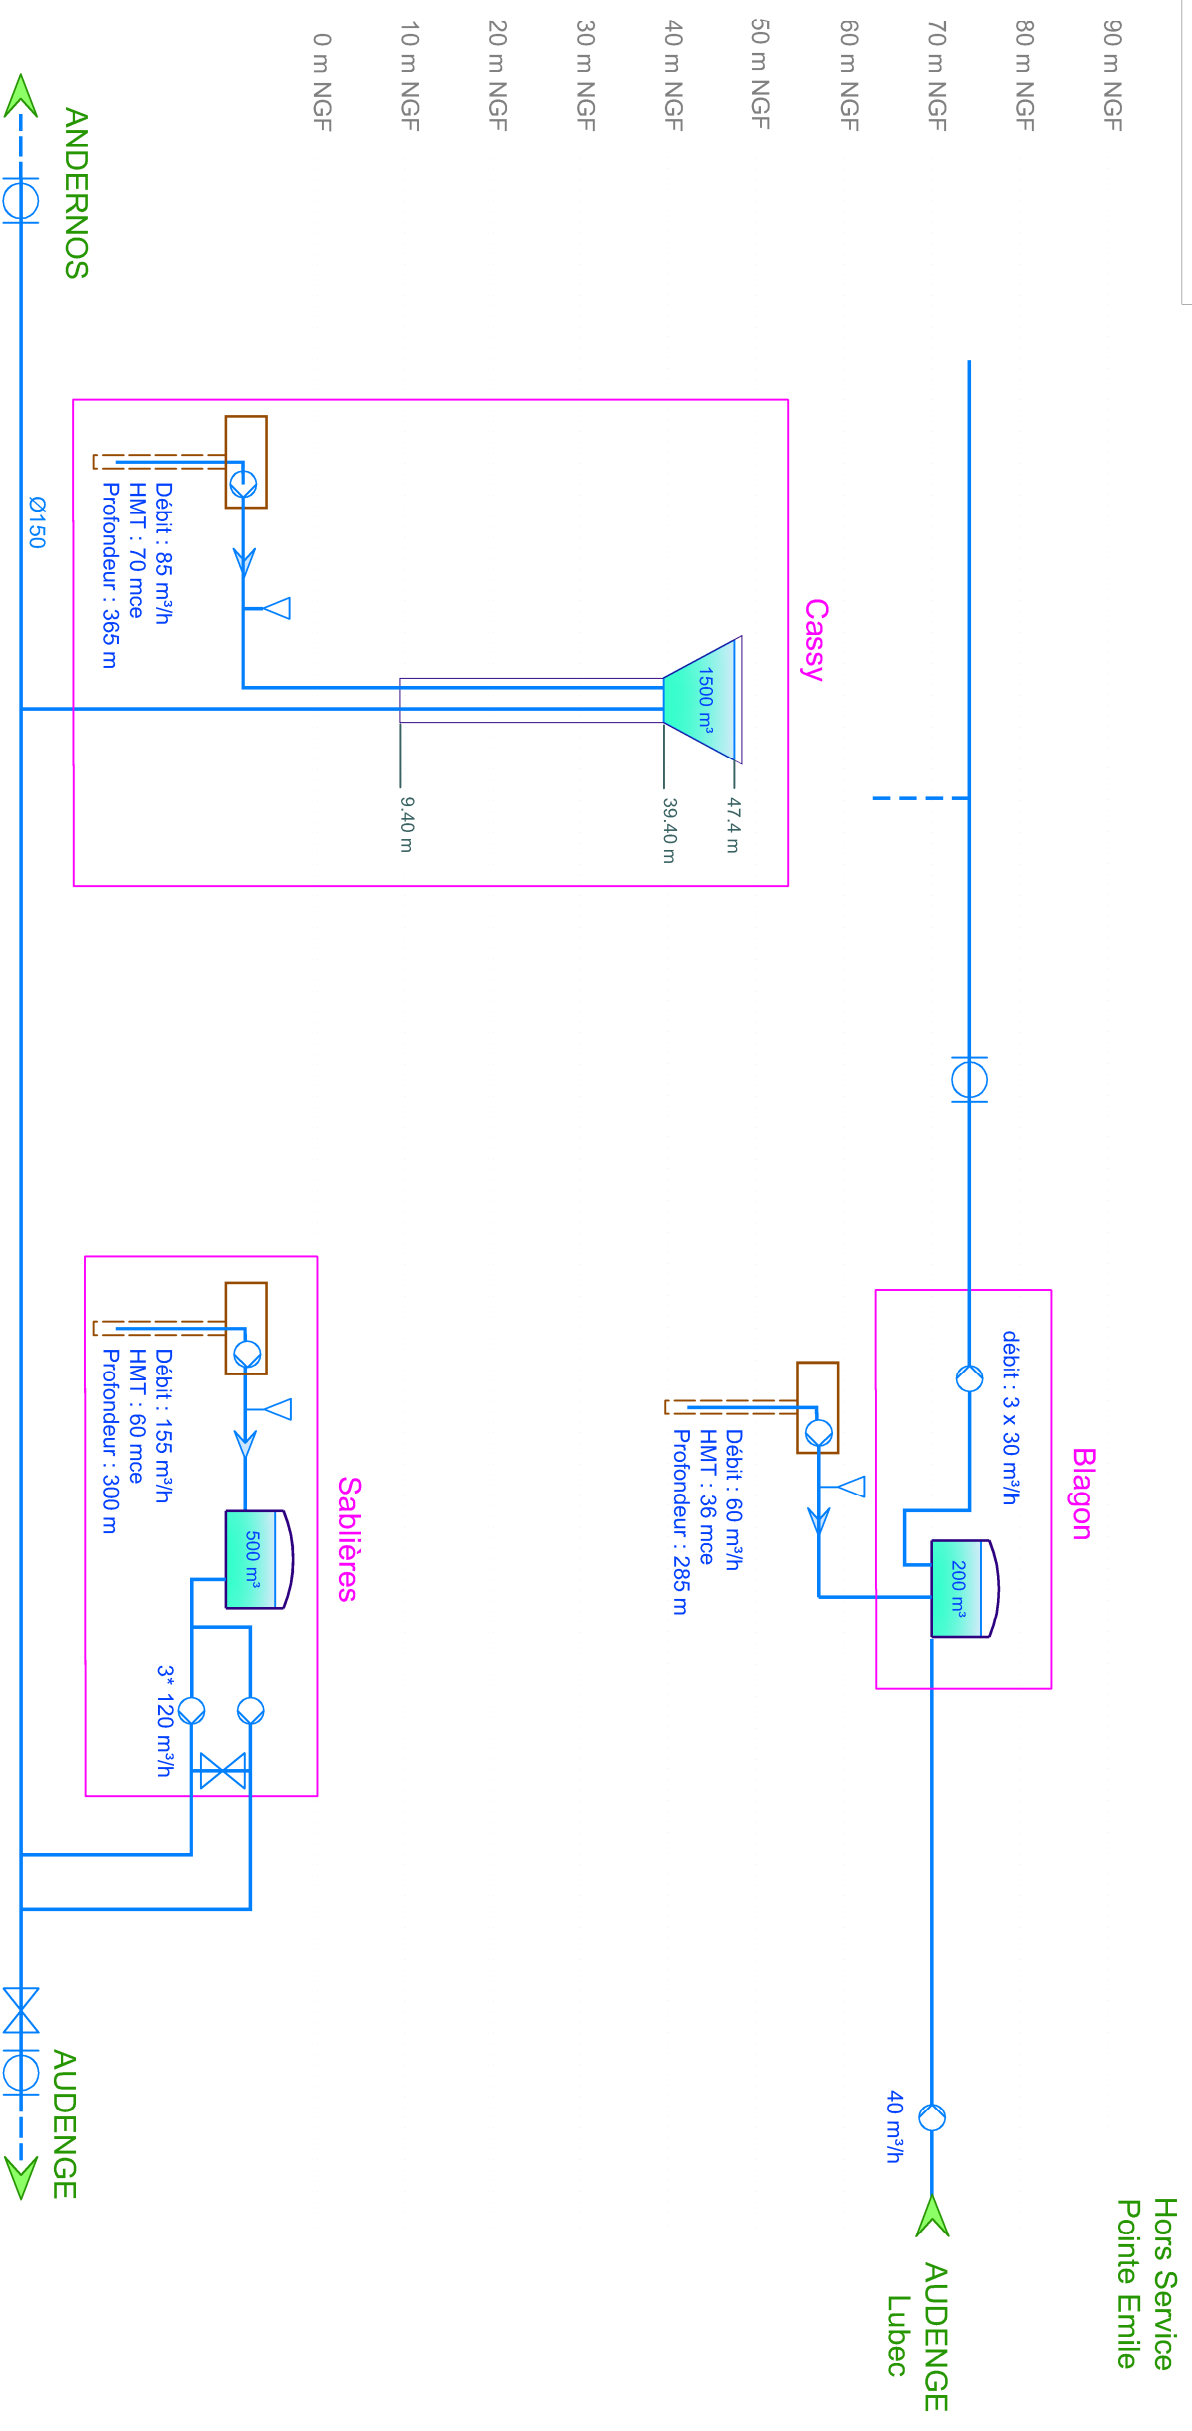 Hors Service
Pointe Emile
90 m NGF
80 m NGF
70 m NGF
60 m NGF
50 m NGF
40 m NGF
30 m NGF
20 m NGF
10 m NGF
0 m NGF
Blagon
débit : 3 x 30 m³/h
200 m³
Débit : 60 m³/h
HMT : 36 mce
Profondeur : 285 m
40 m³/h
AUDENGE
Lubec
Cassy
1500 m³
47.4 m
39.40 m
9.40 m
Débit : 85 m³/h
HMT : 70 mce
Profondeur : 365 m
Sablières
500 m³
Débit : 155 m³/h
HMT : 60 mce
Profondeur : 300 m
3* 120 m³/h
ANDERNOS
Ø150
AUDENGE